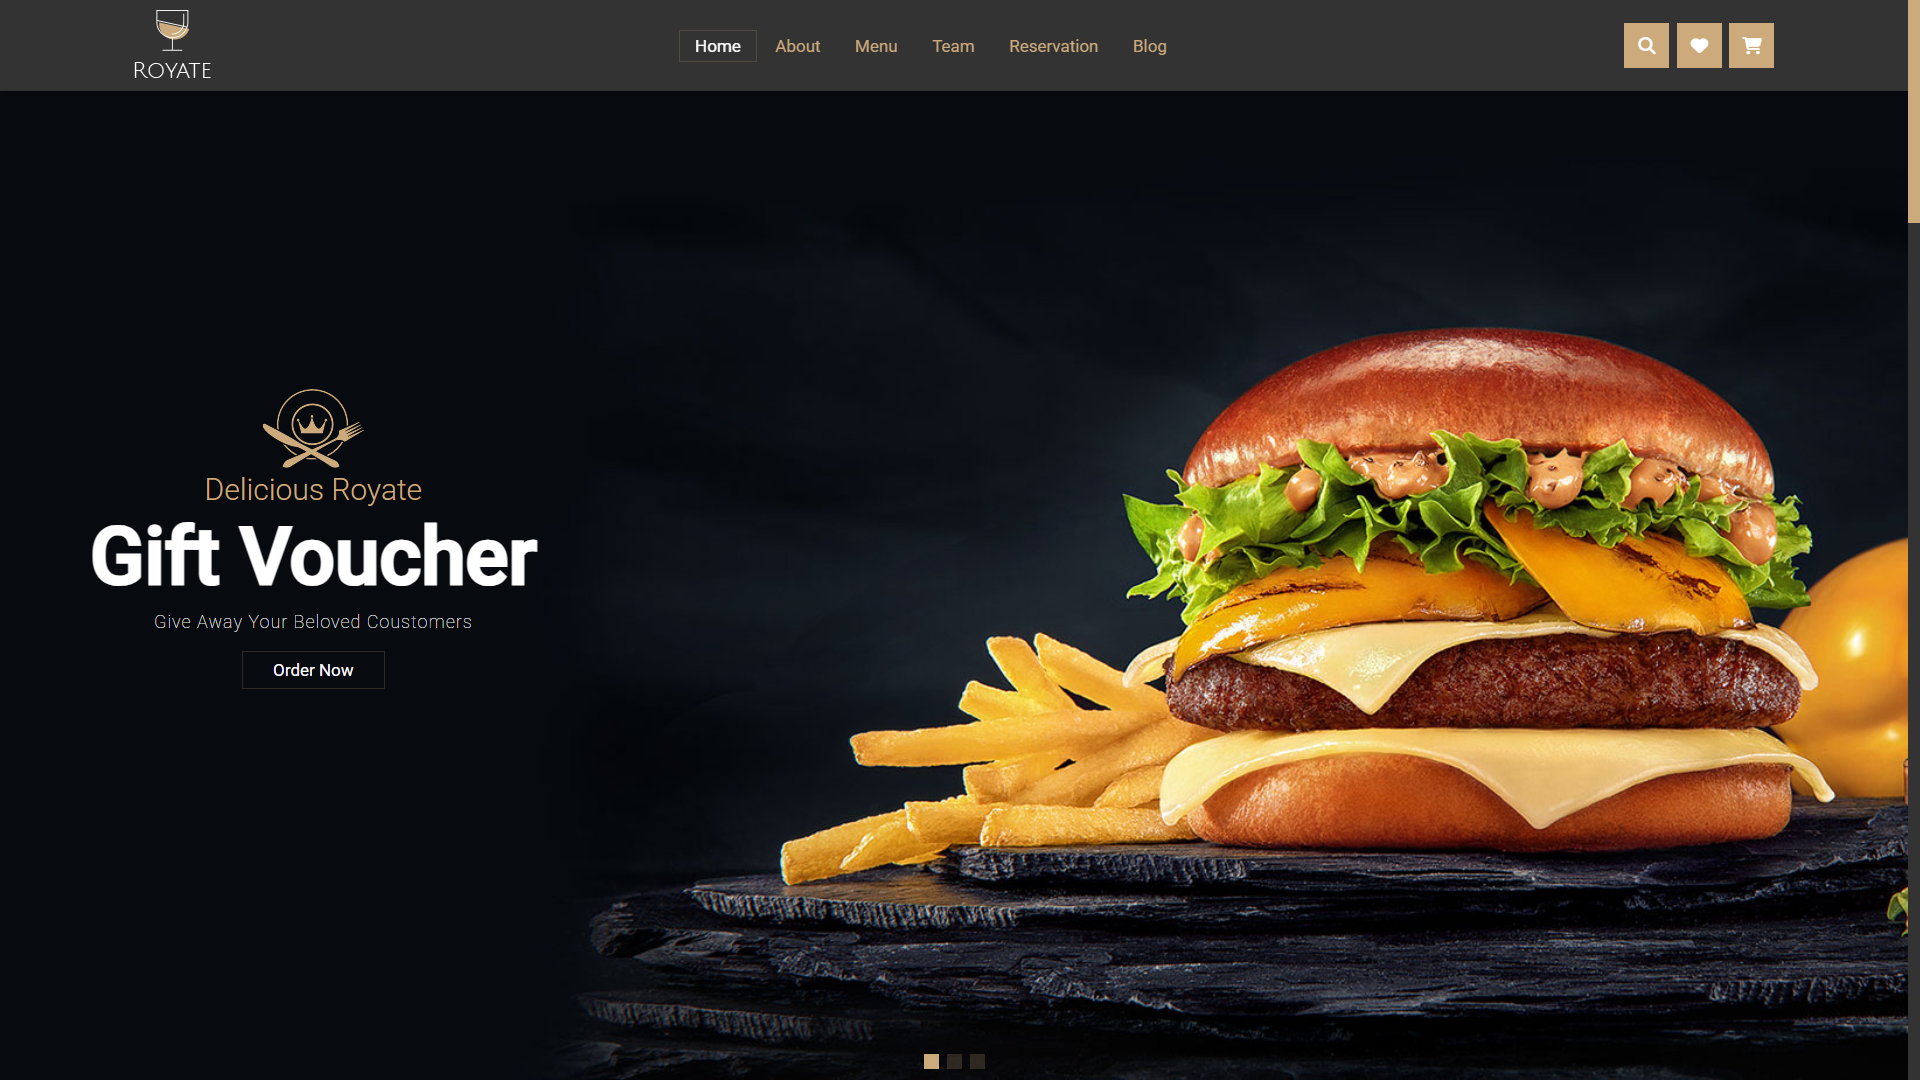 ROYATE
Home About Menu Team Reservation Blog
Delicious Royate
Gift Voucher
Give Away Your Beloved Coustomers
Order Now